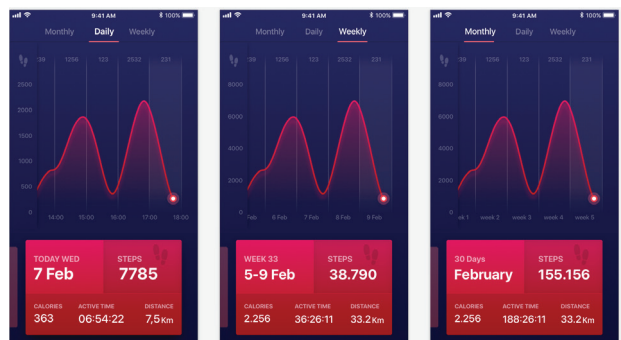 9:41 AM 100%
Monthly Daily Weekly
:39 1256 123 2532 231
2500
2000
1500
1000
500
0
14:00 15:00 16:00 17:00 18:00
TODAY WED
7 Feb
STEPS
7785
CALORIES ACTIVE TIME DISTANCE
363 06:54:22 7,5 Km
9:41 AM 100%
Monthly Daily Weekly
:39 1256 123 2532 231
8000
6000
4000
2000
0
Feb 6 Feb 7 Feb 8 Feb 9 Feb
WEEK 33
5-9 Feb
STEPS
38.790
CALORIES ACTIVE TIME DISTANCE
2.256 36:26:11 33.2 Km
9:41 AM 100%
Monthly Daily Weekly
:39 1256 123 2532 231
8000
6000
4000
2000
0
ek 1 week 2 week 3 week 4 week 5
30 Days
February
STEPS
155.156
CALORIES ACTIVE TIME DISTANCE
2.256 188:26:11 33.2 Km